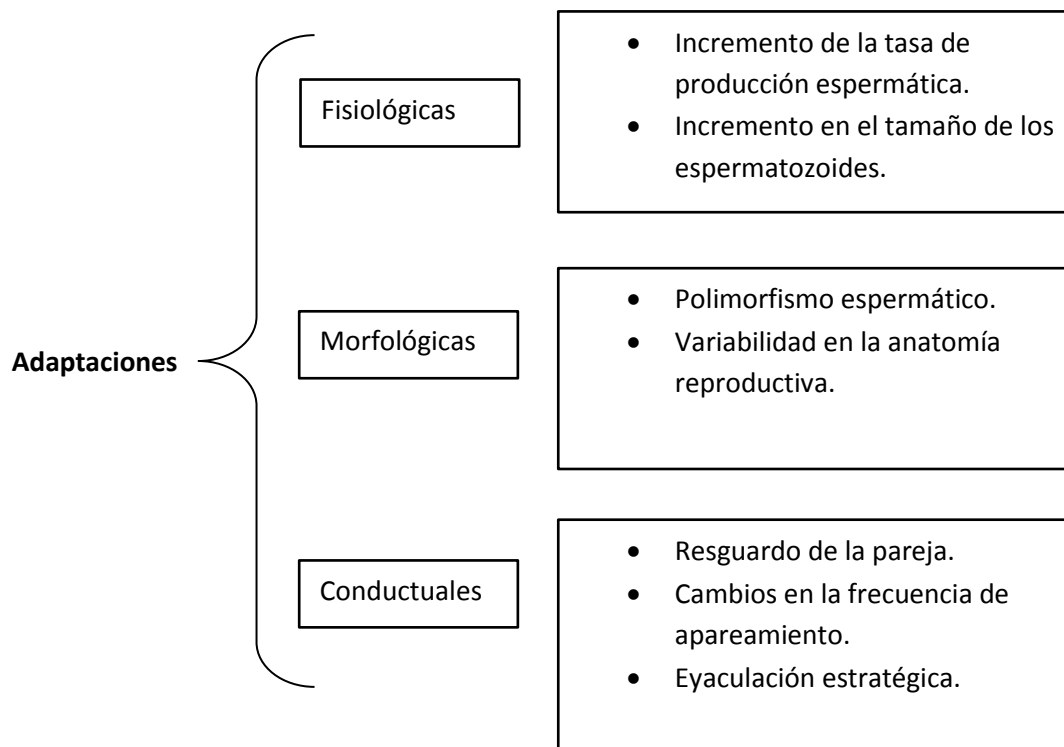 Adaptaciones
Fisiológicas
• Incremento de la tasa de
producción espermática.
• Incremento en el tamaño de los
espermatozoides.
Morfológicas
• Polimorfismo espermático.
• Variabilidad en la anatomía
reproductiva.
Conductuales
• Resguardo de la pareja.
• Cambios en la frecuencia de
apareamiento.
• Eyaculación estratégica.